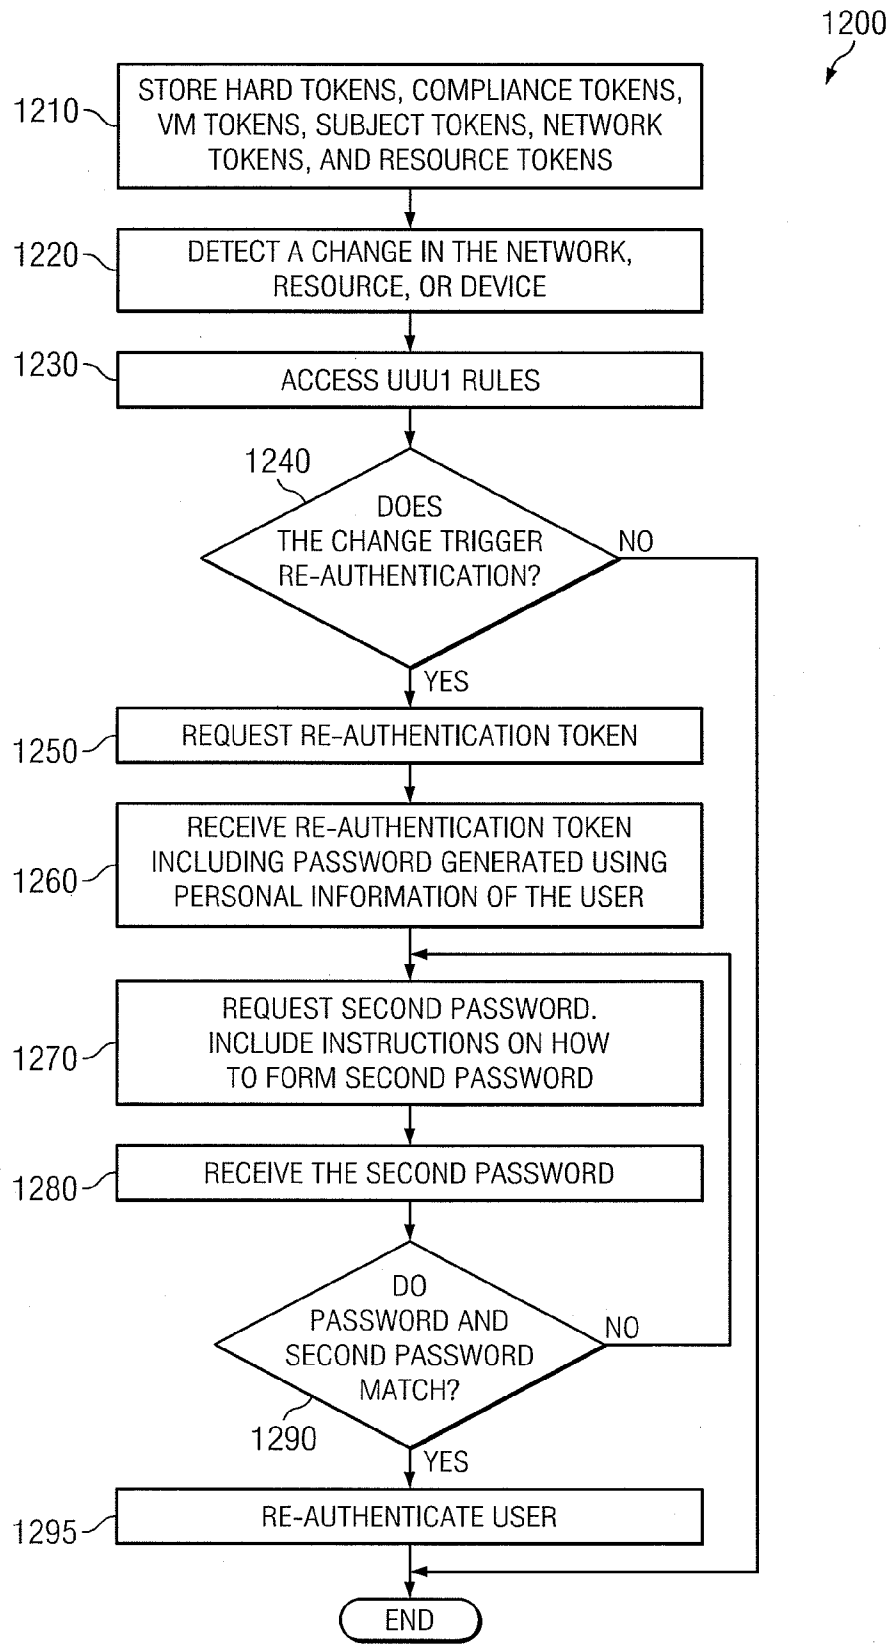 1200
1210
STORE HARD TOKENS, COMPLIANCE TOKENS,
VM TOKENS, SUBJECT TOKENS, NETWORK
TOKENS, AND RESOURCE TOKENS
1220
DETECT A CHANGE IN THE NETWORK,
RESOURCE, OR DEVICE
1230
ACCESS UUU1 RULES
1240
DOES
THE CHANGE TRIGGER
RE-AUTHENTICATION?
NO
YES
1250
REQUEST RE-AUTHENTICATION TOKEN
1260
RECEIVE RE-AUTHENTICATION TOKEN
INCLUDING PASSWORD GENERATED USING
PERSONAL INFORMATION OF THE USER
1270
REQUEST SECOND PASSWORD.
INCLUDE INSTRUCTIONS ON HOW
TO FORM SECOND PASSWORD
1280
RECEIVE THE SECOND PASSWORD
DO
PASSWORD AND
SECOND PASSWORD
MATCH?
NO
1290
YES
1295
RE-AUTHENTICATE USER
END